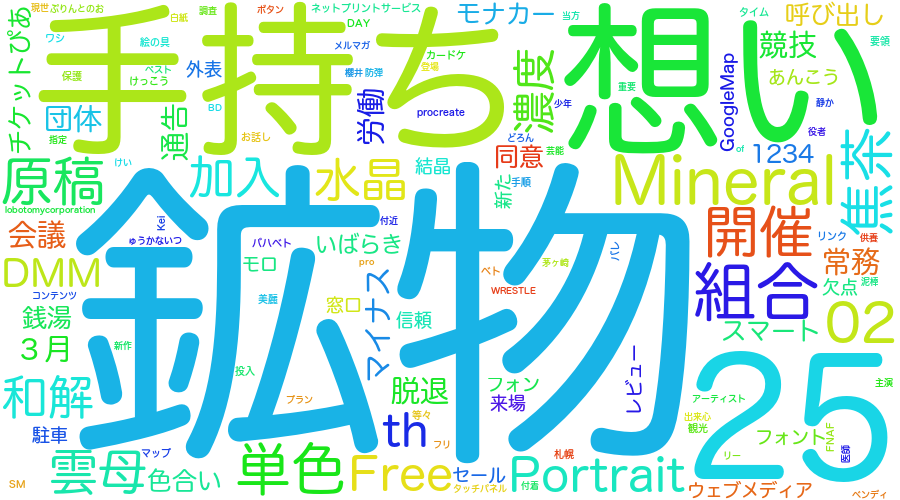 現世
ぷりんとのお
白紙
調査
ボタン
ネットプリントサービス
DAY
モナカー
当方
タイム
呼び出し
要領
チケットぴあ
ワシ
絵の具
手持ち
メルマガ
カードケ
登場
想い
競技
保護
ベスト
けっこう
外表
櫻井
防弾
濃度
重要
GoogleMap
あんこう
団体
通告
BD
労働
procreate
少年
静か
指定
お話し
どろん
of
役者
原稿
けい
加入
水晶
結晶
同意
芸能
1234
焦奈
lobotomycorporation
新た
手順
Mineral
会議
Kei
付近
ゅうかないつ
バハベト
いばらき
開催
リンク
供養
DMM
モロ
pro
鉱物
ベト
茅ヶ崎
バレ
常務
コンテンツ
美麗
窓口
マイナス
WRESTLE
組合
欠点
泥棒
銭湯
信頼
スマート
02
3月
新作
投入
レビュー
25
和解
プラン
脱退
フォン
来場
アーティスト
主演
駐車
単色
th
等々
出来心
観光
フォント
FNAF
医師
雲母
マップ
フリ
札幌
リー
色合い
Free
セール
Portrait
SM
タッチパネル
付着
ウェブメディア
ベンディ